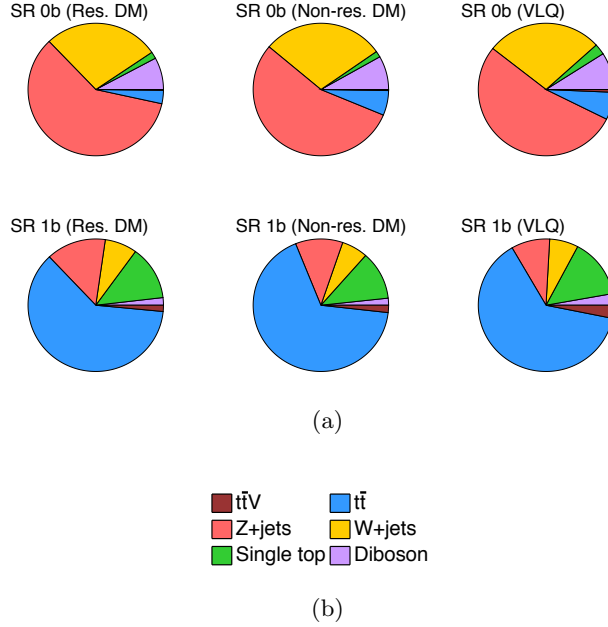 SR 0b (Res. DM) SR 0b (Non-res. DM) SR 0b (VLQ)
SR 1b (Res. DM) SR 1b (Non-res. DM) SR 1b (VLQ)
(a)
tt̄V tt̄
Z+jets W+jets
Single top Diboson
(b)